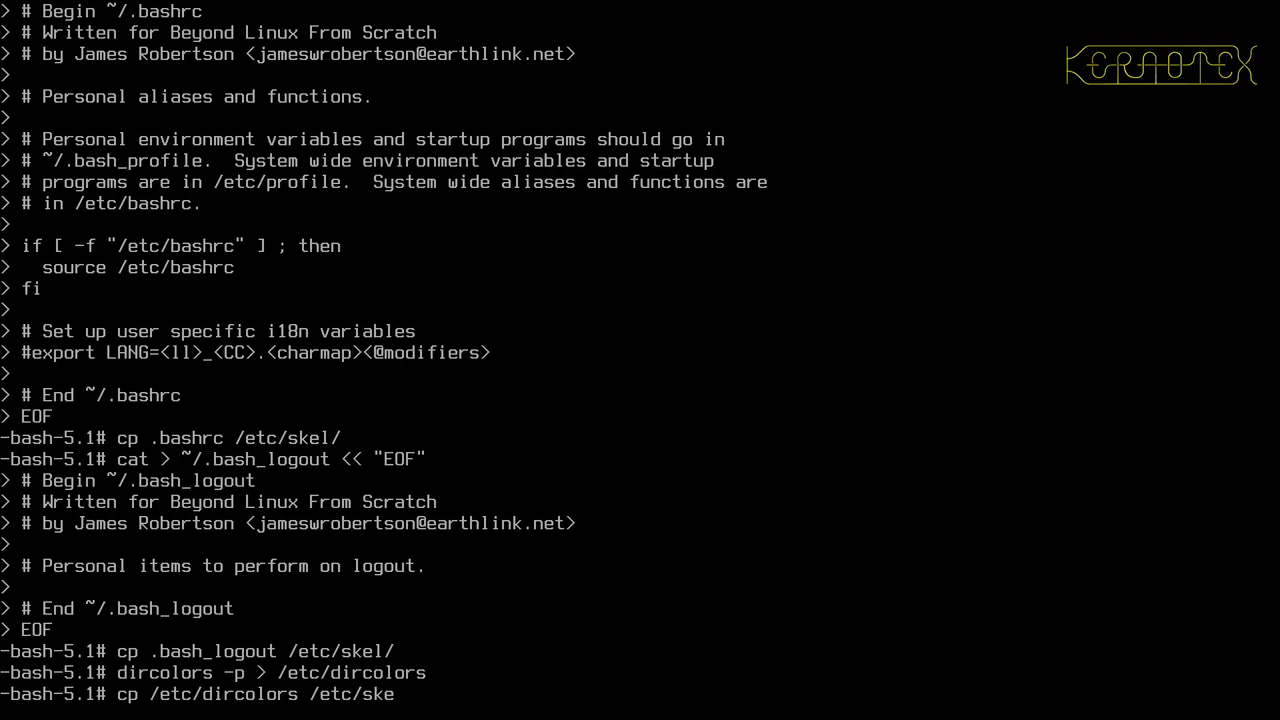 > # Begin ~/.bashrc
> # Written for Beyond Linux From Scratch
> # by James Robertson <jameswrobertson@earthlink.net>
>
> # Personal aliases and functions.
>
> # Personal environment variables and startup programs should go in
> # ~/.bash_profile.  System wide environment variables and startup
> # programs are in /etc/profile.  System wide aliases and functions are
> # in /etc/bashrc.
>
> if [ -f "/etc/bashrc" ] ; then
>   source /etc/bashrc
> fi
>
> # Set up user specific i18n variables
> #export LANG=<ll>_<CC>.<charmap><@modifiers>
>
> # End ~/.bashrc
> EOF
-bash-5.1# cp .bashrc /etc/skel/
-bash-5.1# cat > ~/.bash_logout << "EOF"
> # Begin ~/.bash_logout
> # Written for Beyond Linux From Scratch
> # by James Robertson <jameswrobertson@earthlink.net>
>
> # Personal items to perform on logout.
>
> # End ~/.bash_logout
> EOF
-bash-5.1# cp .bash_logout /etc/skel/
-bash-5.1# dircolors -p > /etc/dircolors
-bash-5.1# cp /etc/dircolors /etc/ske
KERNOTEX